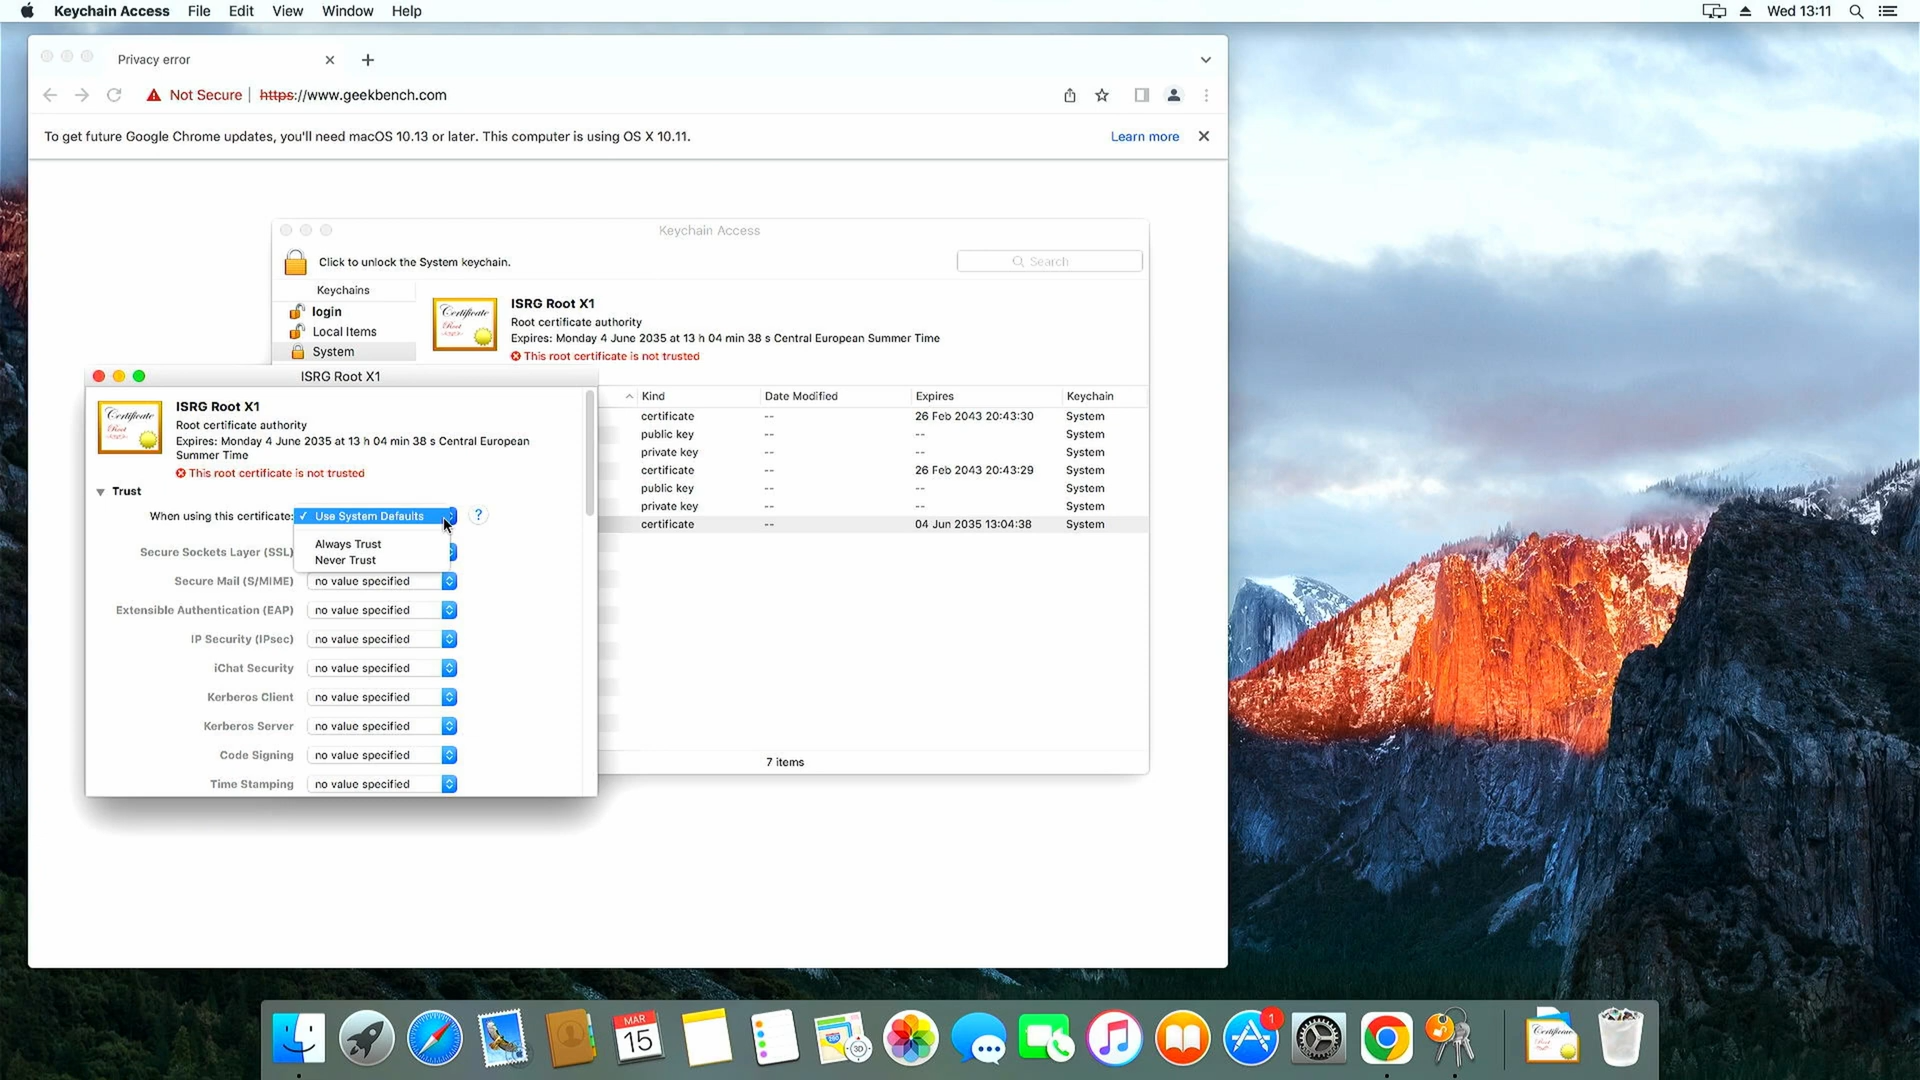 Keychain Access File Edit View Window Help Wed 13:11
Privacy error
Not Secure https://www.geekbench.com
To get future Google Chrome updates, you'll need macOS 10.13 or later. This computer is using OS X 10.11. Learn more
Keychain Access
Click to unlock the System keychain. Search
Keychains
login
Local Items
System
Certificate
Root
ISRG Root X1
Root certificate authority
Expires: Monday 4 June 2035 at 13 h 04 min 38 s Central European Summer Time
This root certificate is not trusted
Kind Date Modified Expires Keychain
certificate -- 26 Feb 2043 20:43:30 System
public key -- -- System
private key -- -- System
certificate -- 26 Feb 2043 20:43:29 System
public key -- -- System
private key -- -- System
certificate -- 04 Jun 2035 13:04:38 System
7 items
ISRG Root X1
Certificate
Root
ISRG Root X1
Root certificate authority
Expires: Monday 4 June 2035 at 13 h 04 min 38 s Central European
Summer Time
This root certificate is not trusted
Trust
When using this certificate: ✓ Use System Defaults ?
Always Trust
Never Trust
Secure Sockets Layer (SSL)
Secure Mail (S/MIME) no value specified
Extensible Authentication (EAP) no value specified
IP Security (IPsec) no value specified
iChat Security no value specified
Kerberos Client no value specified
Kerberos Server no value specified
Code Signing no value specified
Time Stamping no value specified
MAR
15
3D
1
Certificate